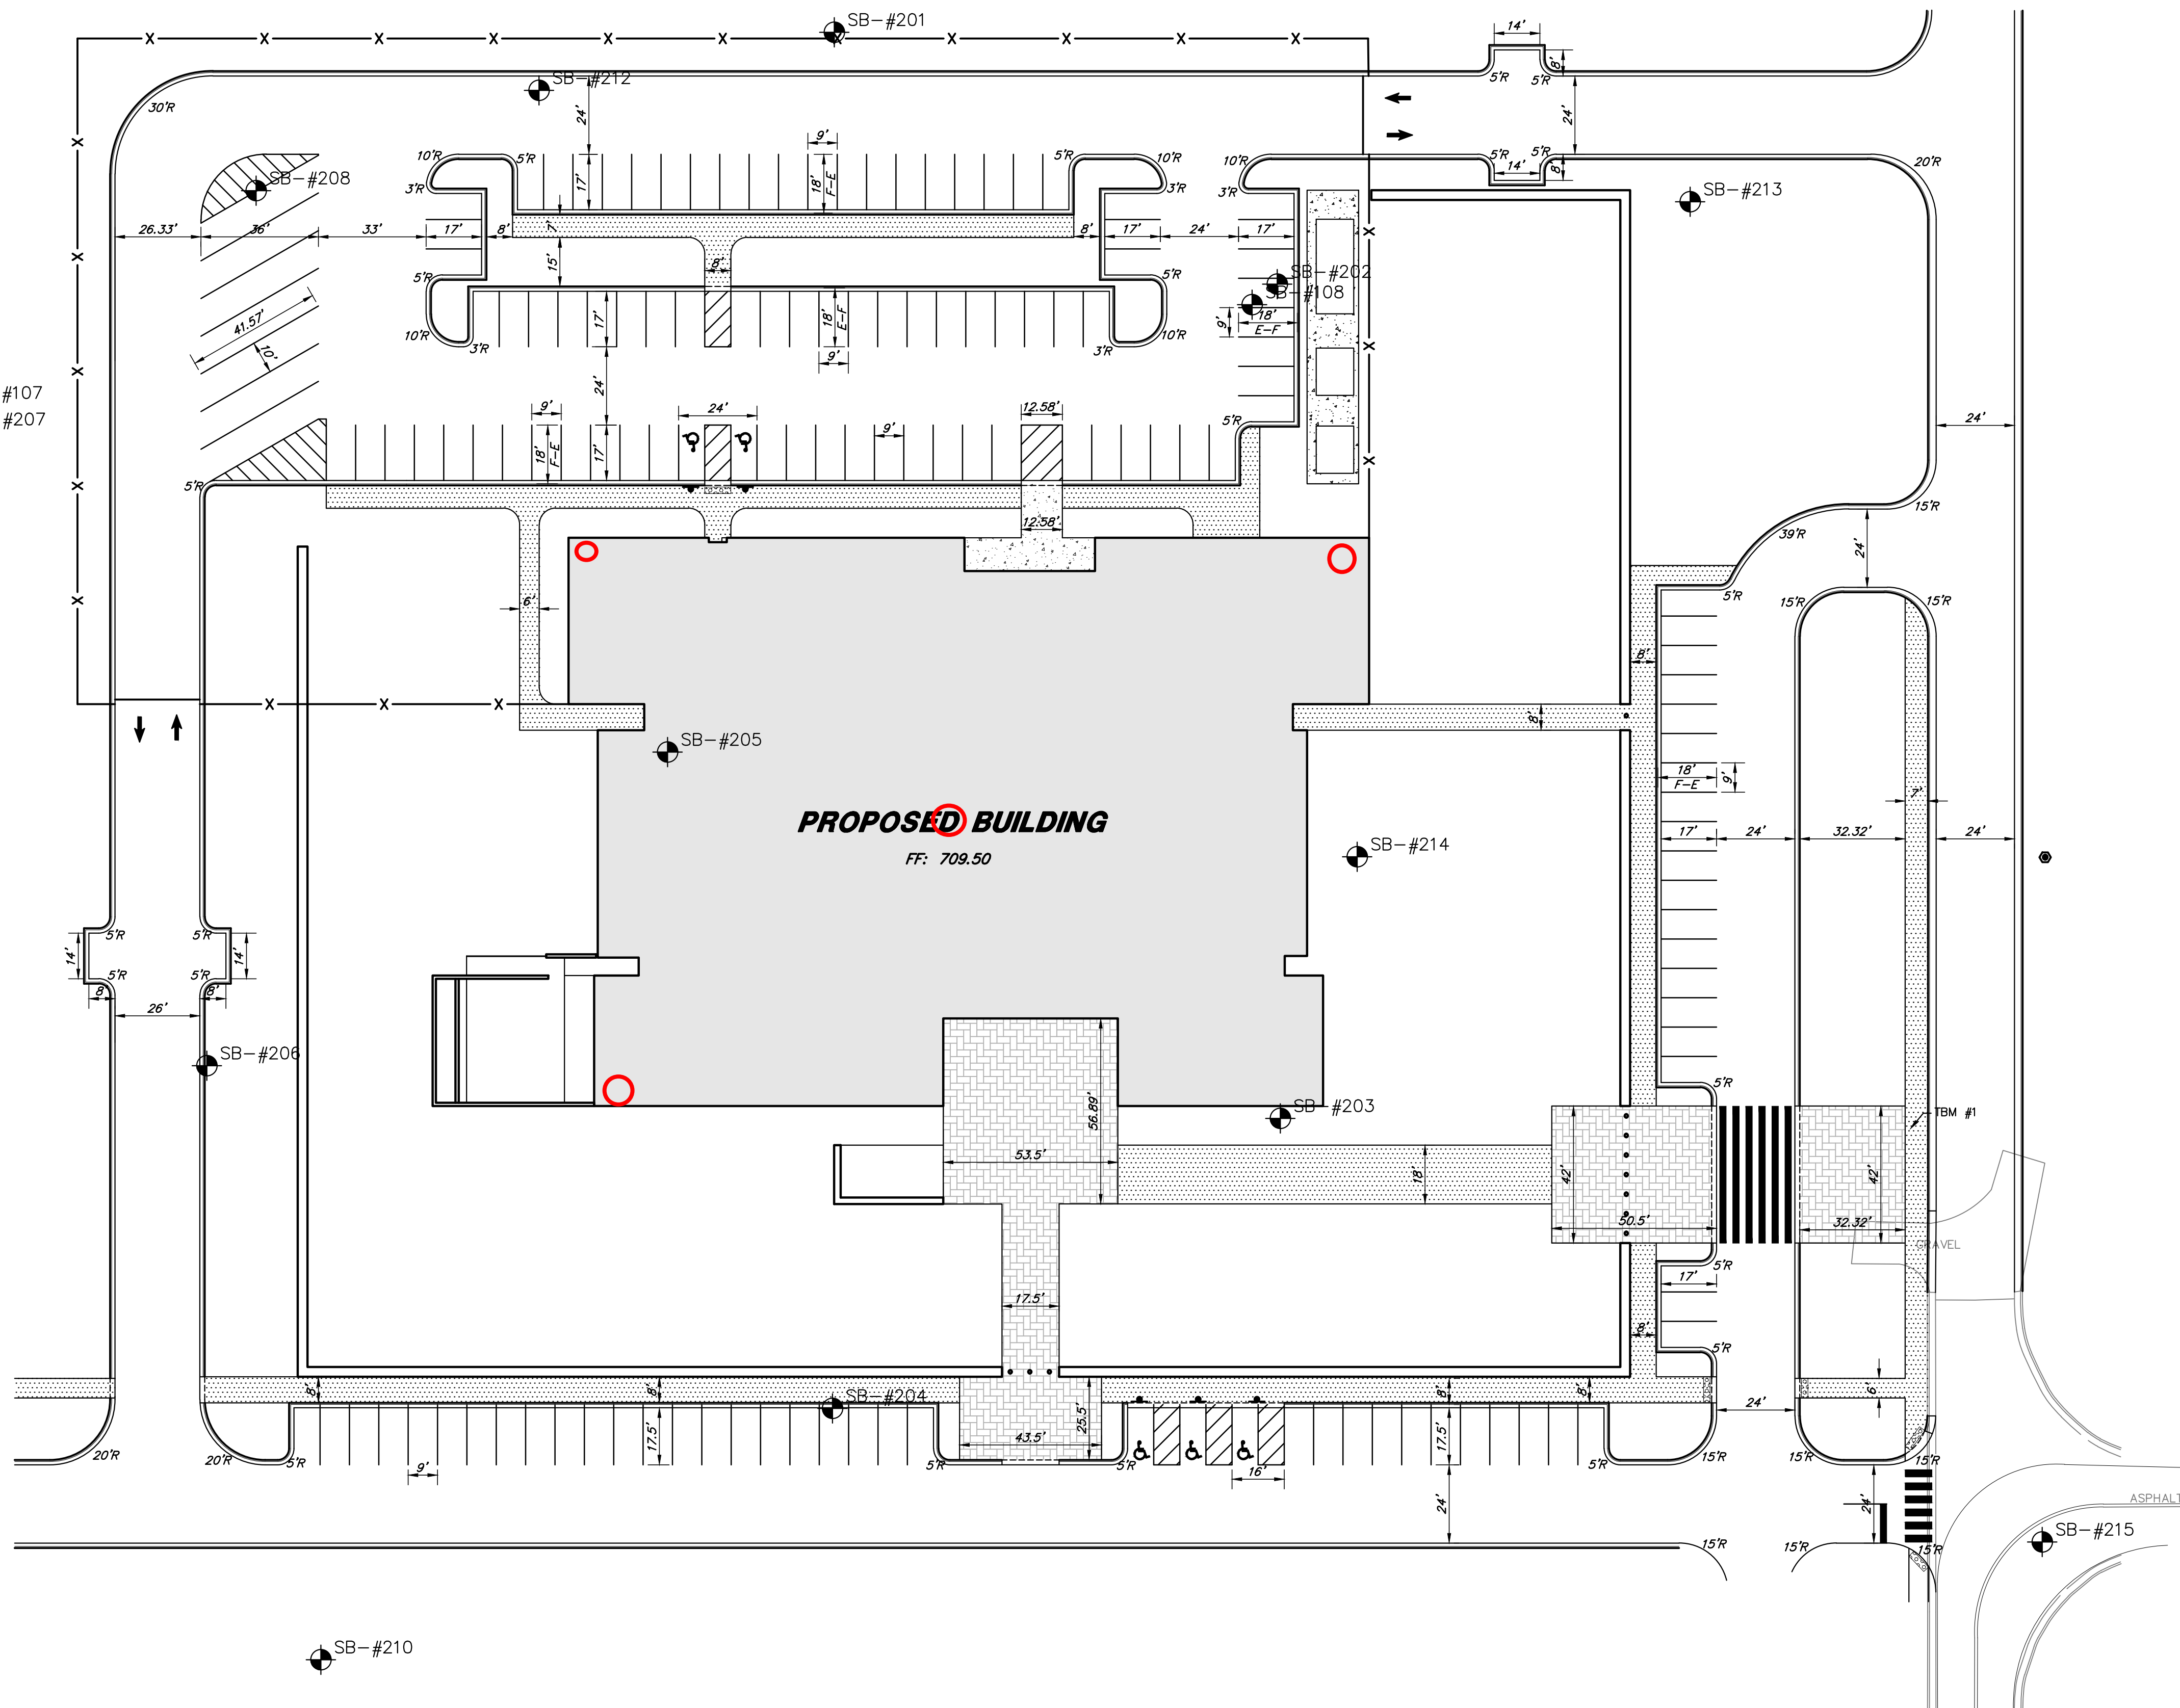 SB-#201
14'
SB-#212
8'
5'R
5'R
30'R
24'
24'
9'
10'R
5'R
5'R
10'R
10'R
5'R
5'R
14'
8'
20'R
SB-#208
17'
18'
F-E
3'R
3'R
3'R
SB-#213
26.33'
36'
33'
17'
8'
7'
8'
17'
24'
17'
15'
8'
5'R
5'R
SB-#202
SB-#108
41.57'
10'
17'
18'
E-F
9'
18'
E-F
10'R
3'R
3'R
10'R
9'
#107
#207
24'
9'
24'
12.58'
9'
5'R
24'
18'
F-E
17'
5'R
15'R
12.58'
39'R
24'
6'
5'R
15'R
15'R
8'
8'
SB-#205
18'
F-E
9'
7'
PROPOSED BUILDING
FF: 709.50
17'
24'
32.32'
24'
SB-#214
5'R
5'R
14'
14'
5'R
5'R
8'
8'
26'
SB-#206
5'R
56.89'
SB-#203
TBM #1
53.5'
18'
42'
42'
50.5'
32.32'
GRAVEL
5'R
17'
17.5'
8'
5'R
8'
8'
SB-#204
8'
8'
6'
24'
25.5'
17.5'
43.5'
17.5'
20'R
20'R
5'R
5'R
5'R
5'R
15'R
15'R
15'R
9'
16'
24'
24'
ASPHALT
SB-#215
15'R
15'R
15'R
SB-#210